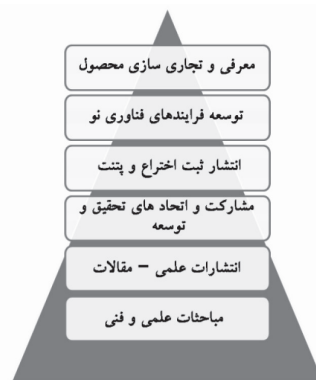 معرفی و تجاری سازی محصول
توسعه فرایندهای فناوری نو
انتشار ثبت اختراع و پتنت
مشارکت و اتحاد های تحقیق و
توسعه
انتشارات علمی – مقالات
مباحثات علمی و فنی